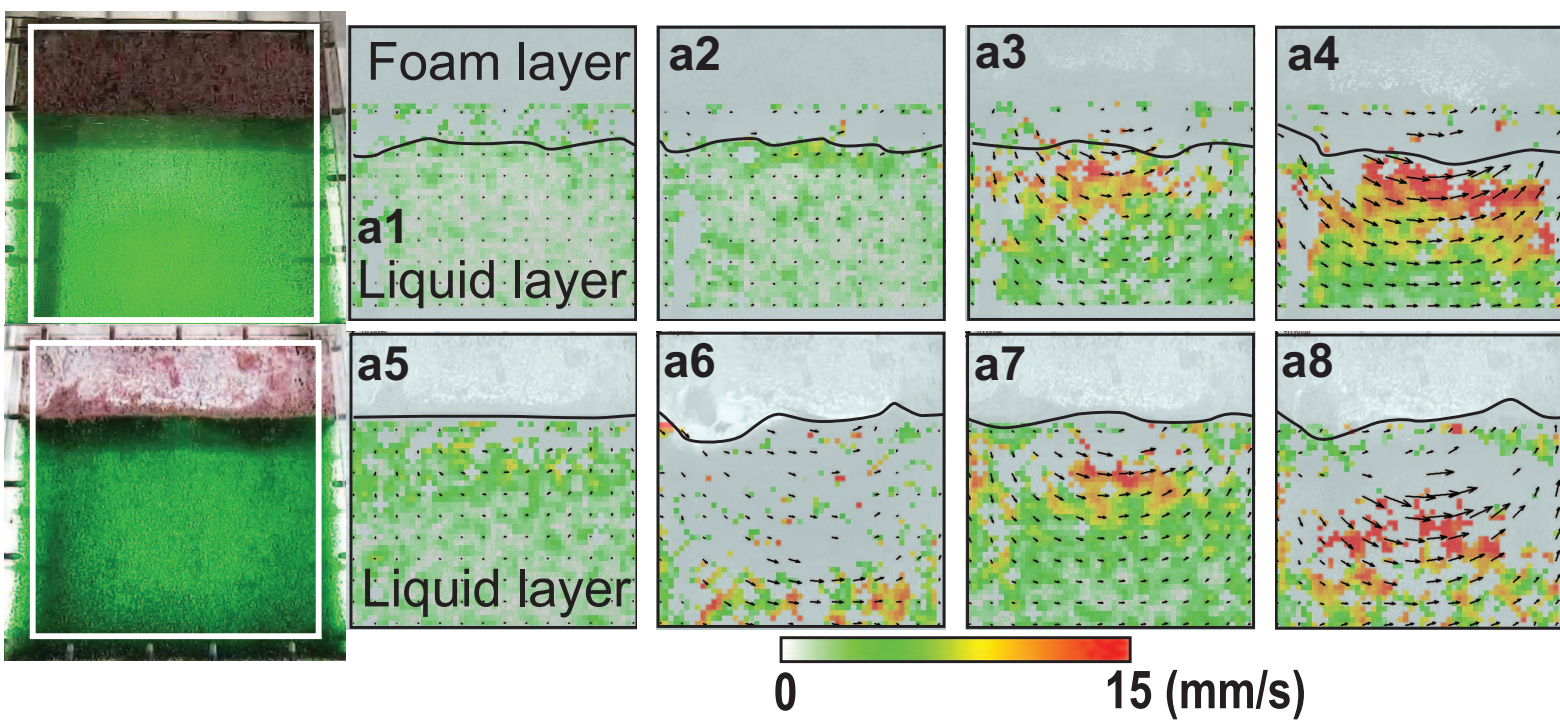 a1
Foam layer
Liquid layer
a2
a3
a4
a5
Liquid layer
a6
a7
a8
0
15 (mm/s)